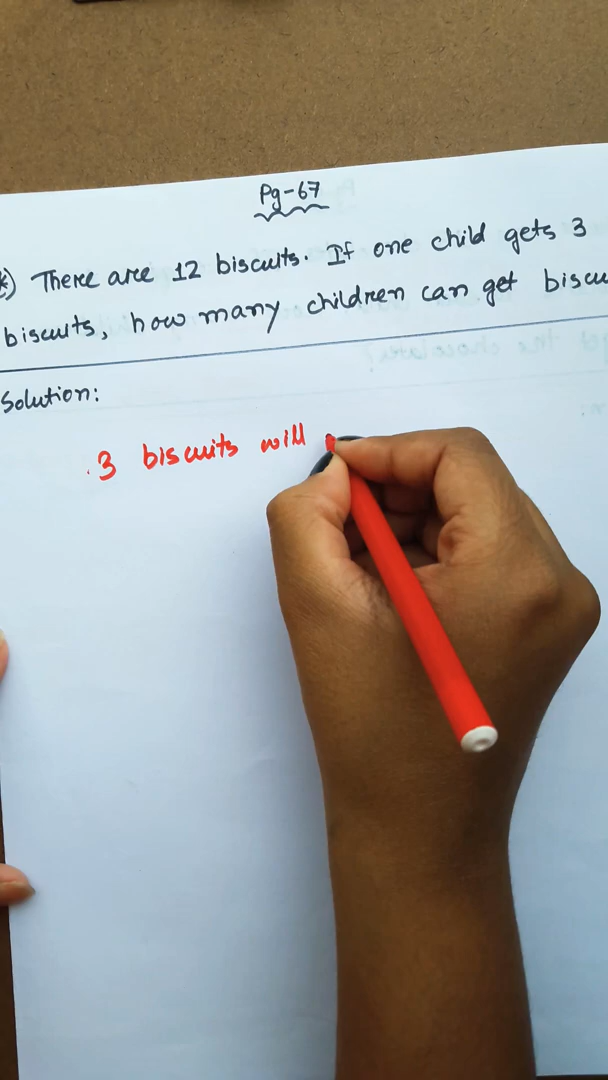 Pg-67
There are 12 biscuits. If one child gets 3
biscuits, how many children can get biscu
Solution:
3 biscuits will